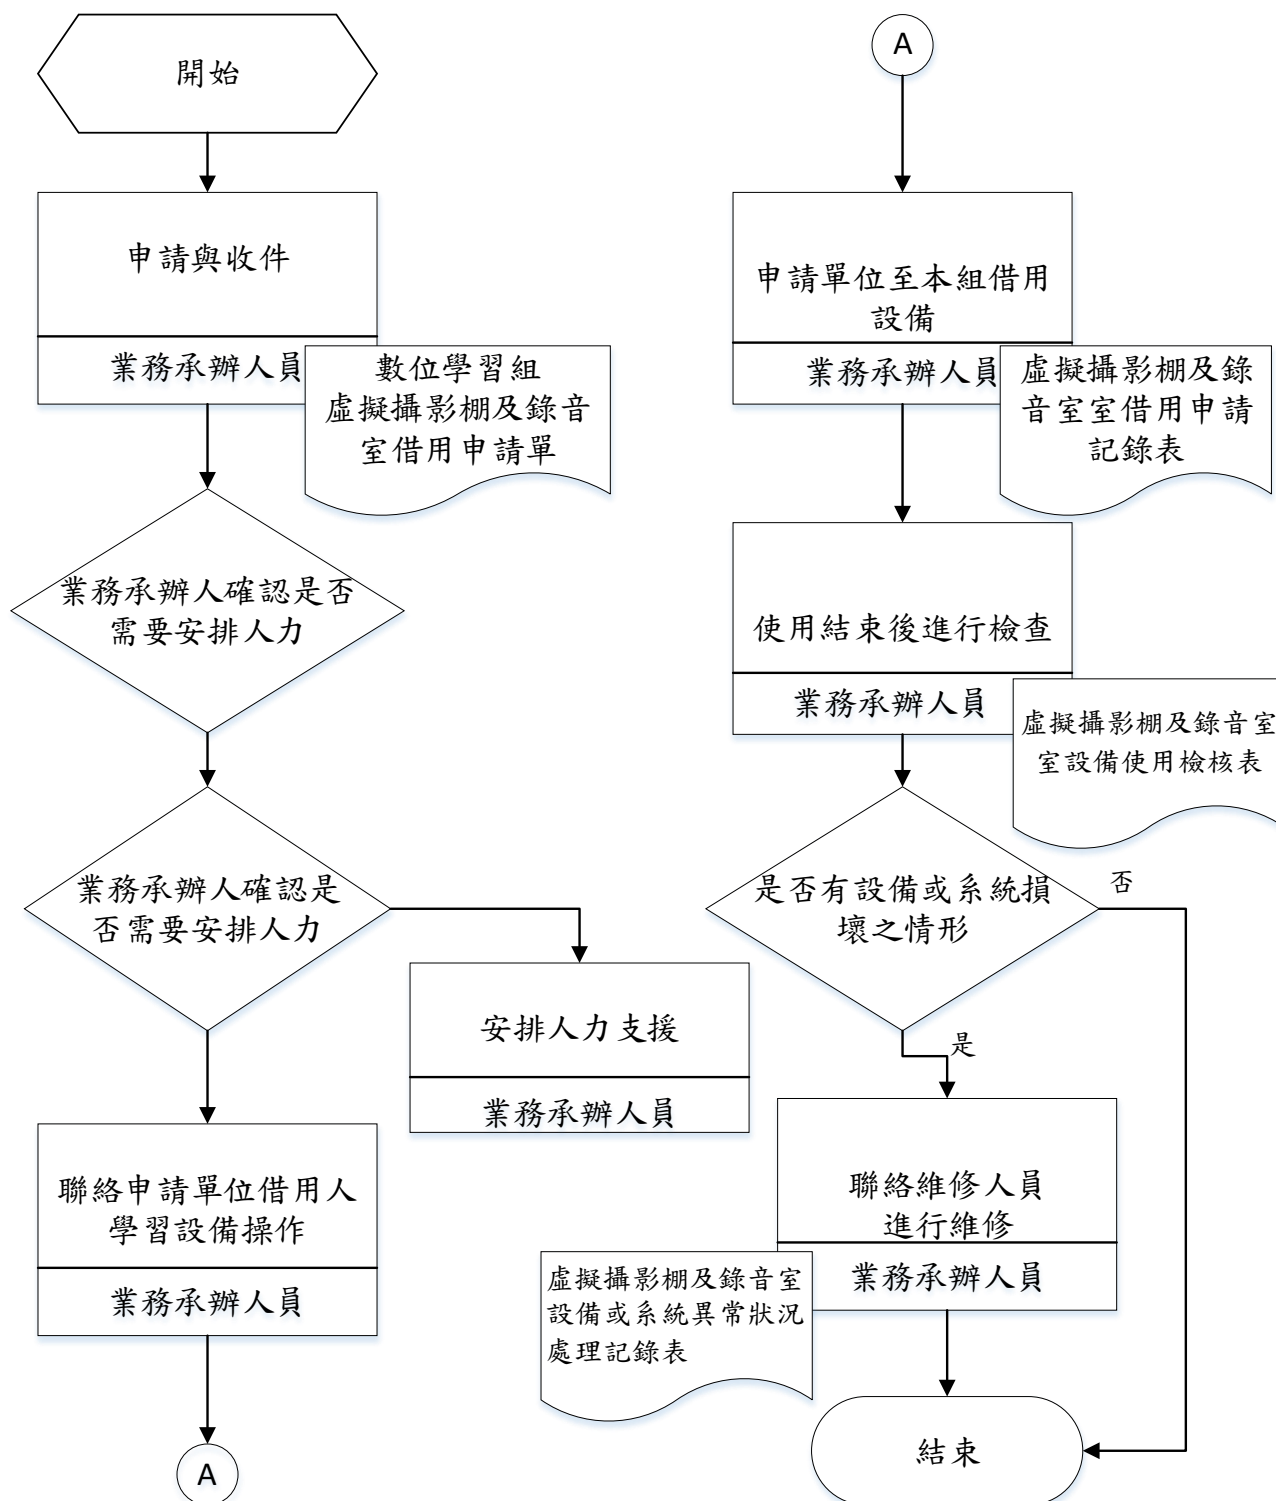 開始
申請與收件
業務承辦人員
數位學習組
虛擬攝影棚及錄音
室借用申請單
業務承辦人確認是否
需要安排人力
業務承辦人確認是
否需要安排人力
安排人力支援
業務承辦人員
聯絡申請單位借用人
學習設備操作
業務承辦人員
A
A
申請單位至本組借用
設備
業務承辦人員
虛擬攝影棚及錄
音室室借用申請
記錄表
使用結束後進行檢查
業務承辦人員
虛擬攝影棚及錄音室
室設備使用檢核表
是否有設備或系統損
壞之情形
否
是
聯絡維修人員
進行維修
業務承辦人員
虛擬攝影棚及錄音室
設備或系統異常狀況
處理記錄表
結束